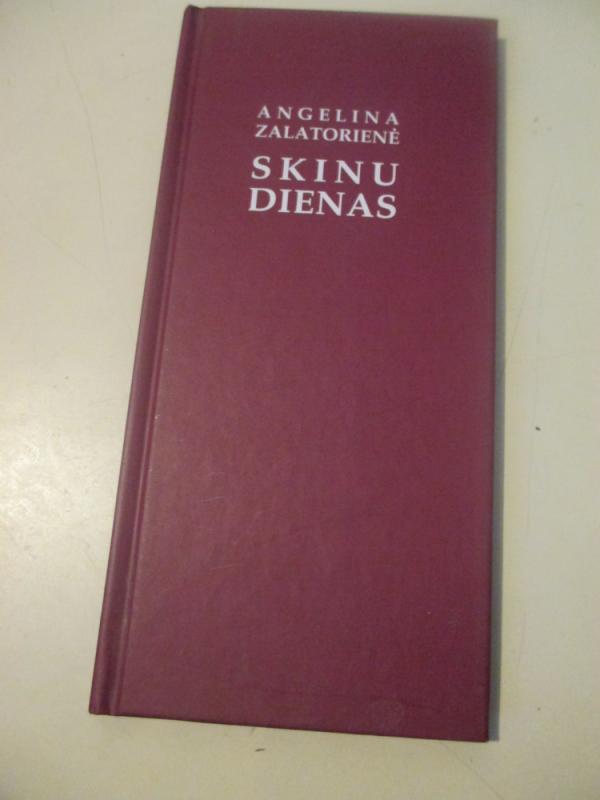 ANGELINA
ZALATORIENĖ
SKINU
DIENAS